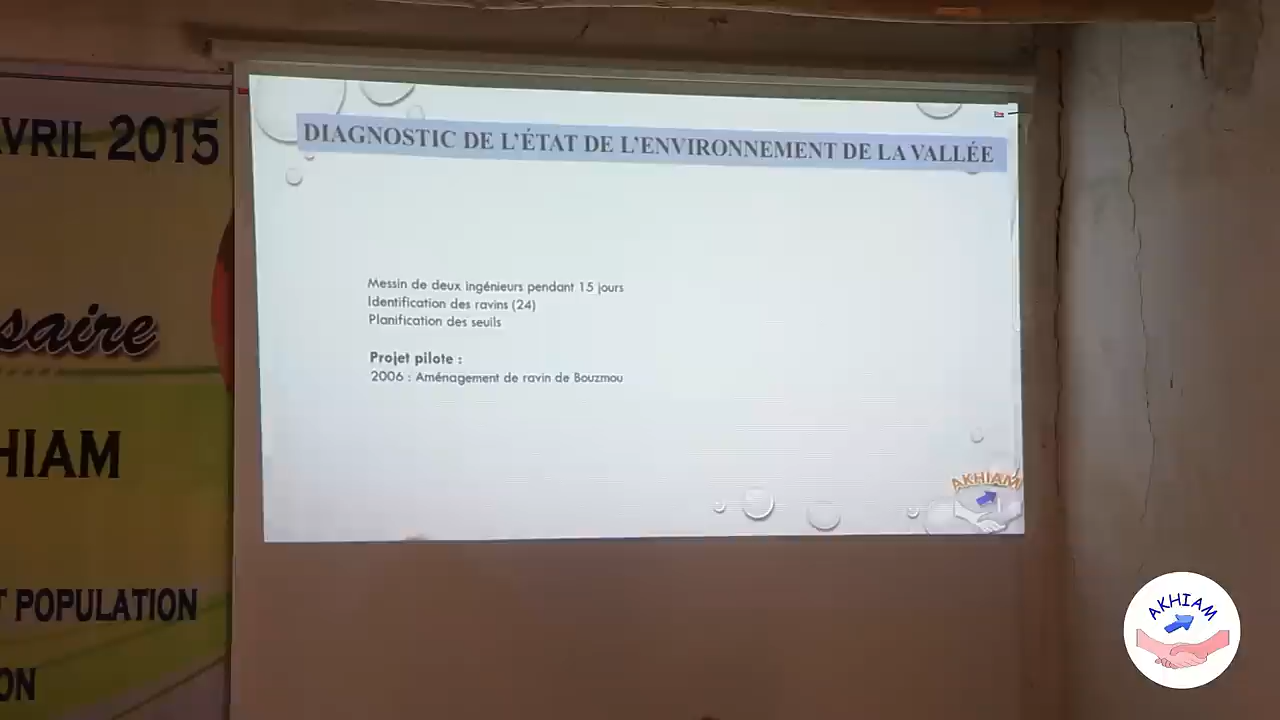 VRIL 2015
saire
HIAM
T POPULATION
ON
DIAGNOSTIC DE L'ÉTAT DE L'ENVIRONNEMENT DE LA VALLÉE
Messin de deux ingénieurs pendant 15 jours
Identification des ravins (24)
Planification des seuils
Projet pilote :
2006 : Aménagement de ravin de Bouzmou
AKHIAM
AKHIAM